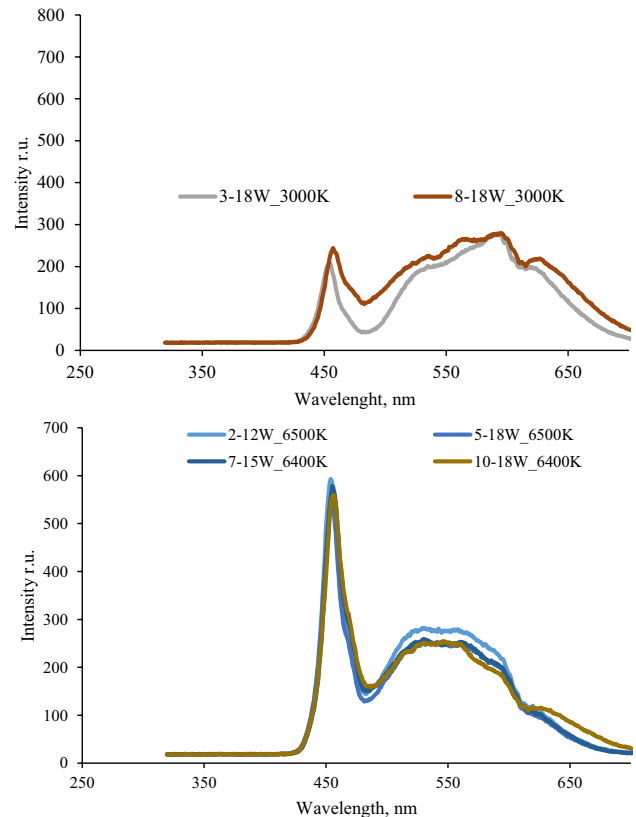 800
700
600
500
400
300
200
100
0
Intensity r.u.
3-18W_3000K 8-18W_3000K
250 350 450 550 650
Wavelenght, nm
700
600
500
400
300
200
100
0
Intensity r.u.
2-12W_6500K 5-18W_6500K
7-15W_6400K 10-18W_6400K
250 350 450 550 650
Wavelength, nm